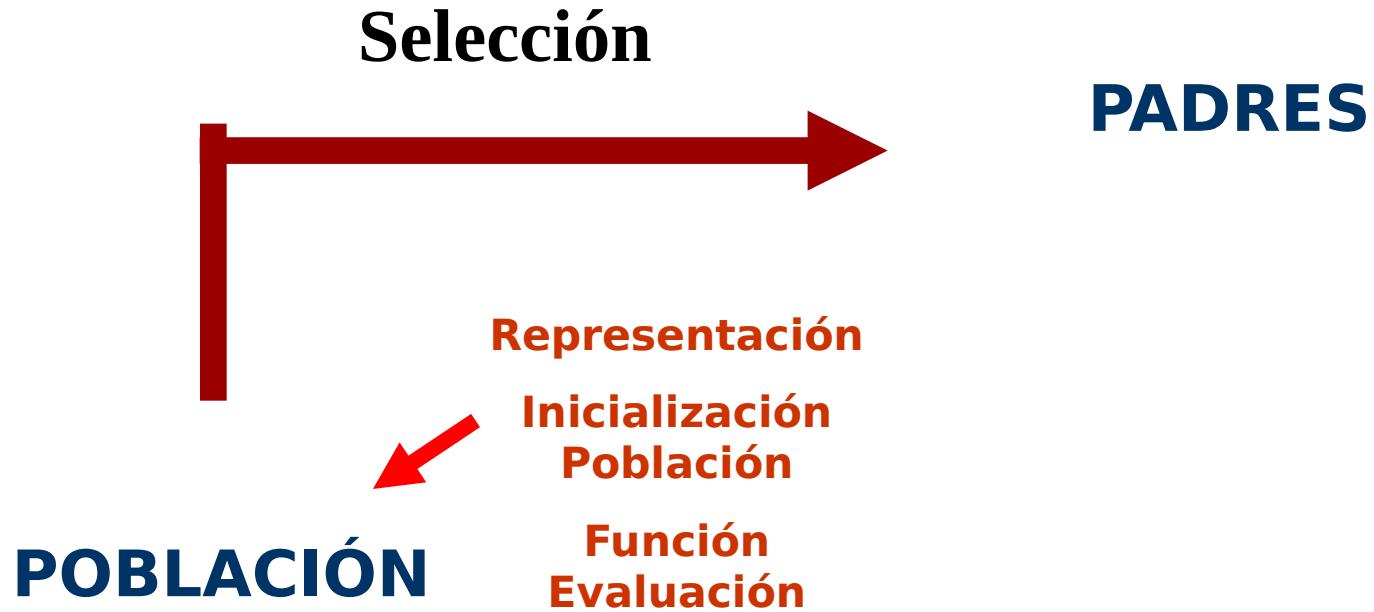 Selección
PADRES
Representación
Inicialización
Población
Función
Evaluación
POBLACIÓN